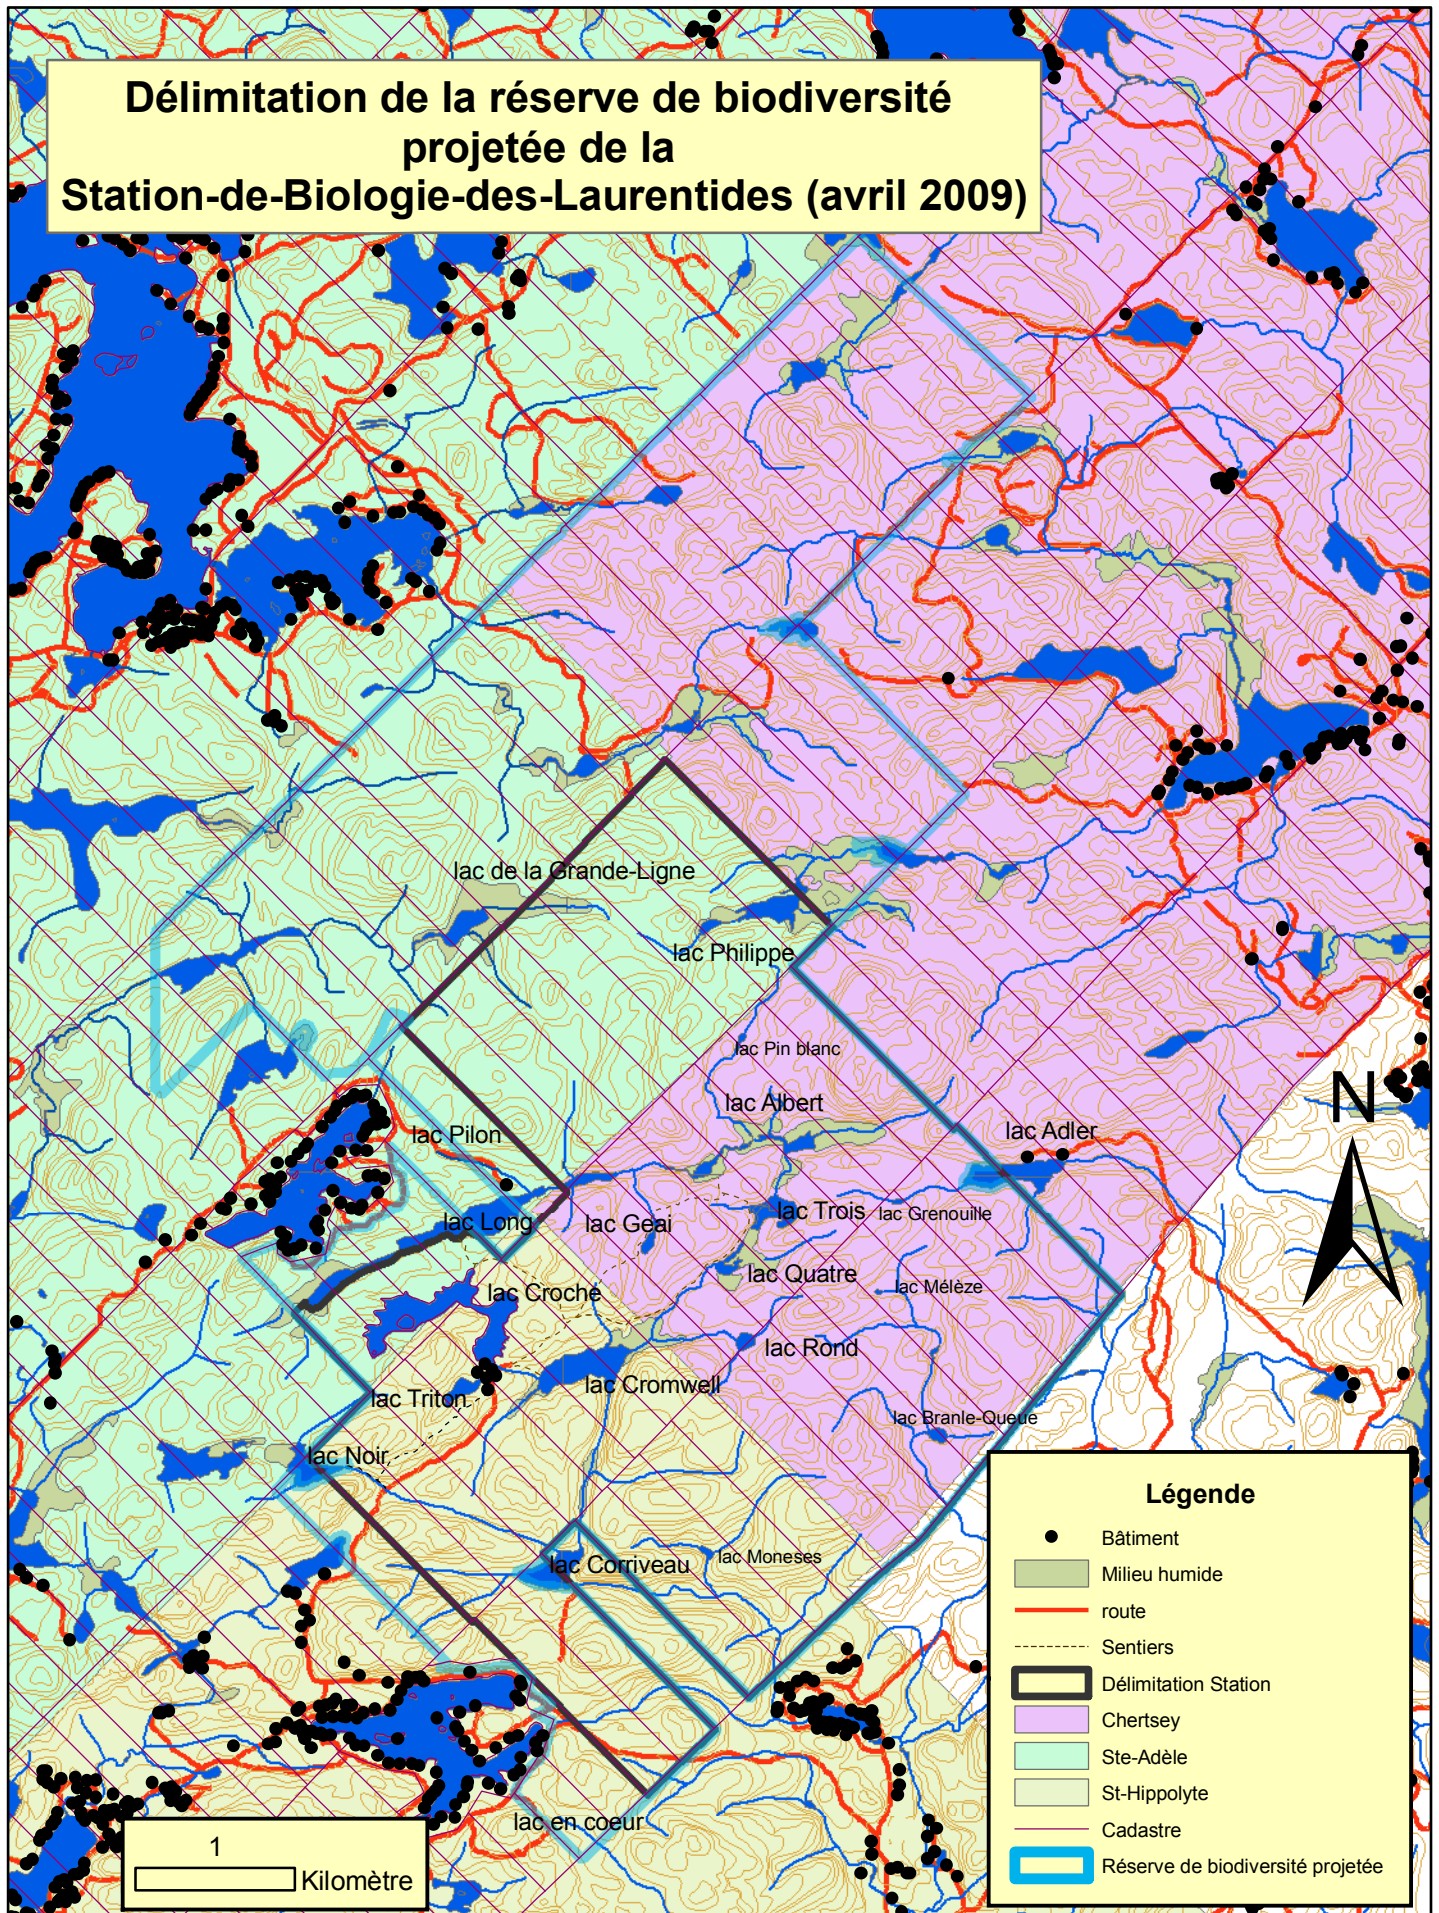 Délimitation de la réserve de biodiversité
projetée de la
Station-de-Biologie-des-Laurentides (avril 2009)
lac de la Grande-Ligne
lac Philippe
lac Pin blanc
lac Albert
lac Pilon
lac Adler
lac Long
lac Geai
lac Trois
lac Grenouille
lac Quatre
lac Croche
lac Mélèze
lac Rond
lac Cromwell
lac Triton
lac Branle-Queue
lac Noir
lac Corriveau
lac Moneses
lac en coeur
N
1
Kilomètre
Légende
Bâtiment
Milieu humide
route
Sentiers
Délimitation Station
Chertsey
Ste-Adèle
St-Hippolyte
Cadastre
Réserve de biodiversité projetée